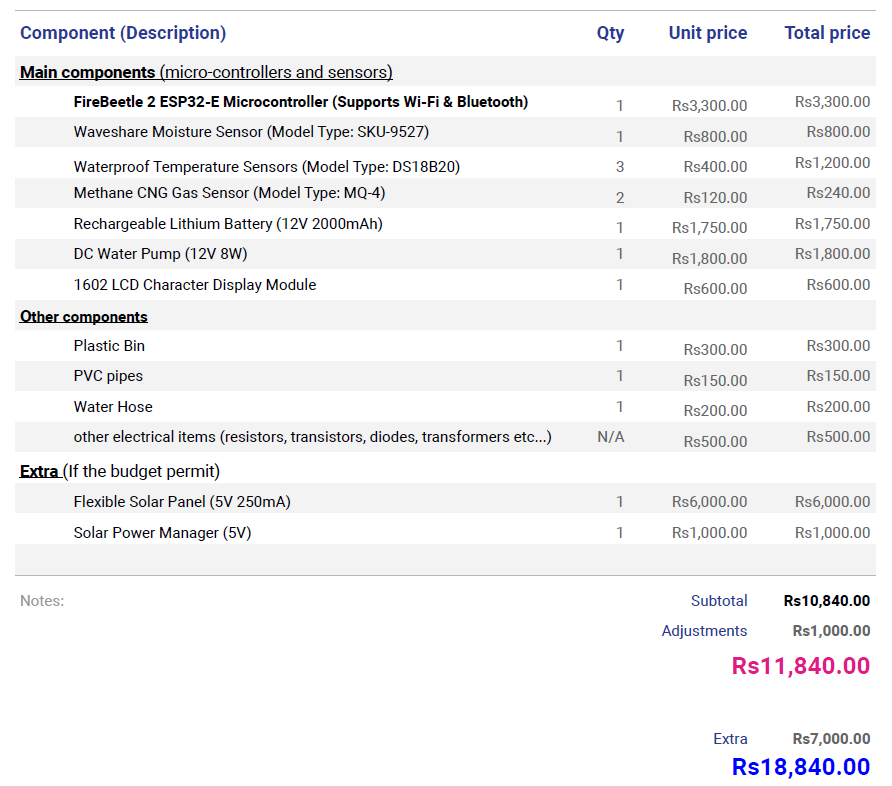 Component (Description) Qty Unit price Total price
Main components (micro-controllers and sensors)
FireBeetle 2 ESP32-E Microcontroller (Supports Wi-Fi & Bluetooth) 1 Rs3,300.00 Rs3,300.00
Waveshare Moisture Sensor (Model Type: SKU-9527) 1 Rs800.00 Rs800.00
Waterproof Temperature Sensors (Model Type: DS18B20) 3 Rs400.00 Rs1,200.00
Methane CNG Gas Sensor (Model Type: MQ-4) 2 Rs120.00 Rs240.00
Rechargeable Lithium Battery (12V 2000mAh) 1 Rs1,750.00 Rs1,750.00
DC Water Pump (12V 8W) 1 Rs1,800.00 Rs1,800.00
1602 LCD Character Display Module 1 Rs600.00 Rs600.00
Other components
Plastic Bin 1 Rs300.00 Rs300.00
PVC pipes 1 Rs150.00 Rs150.00
Water Hose 1 Rs200.00 Rs200.00
other electrical items (resistors, transistors, diodes, transformers etc...) N/A Rs500.00 Rs500.00
Extra (If the budget permit)
Flexible Solar Panel (5V 250mA) 1 Rs6,000.00 Rs6,000.00
Solar Power Manager (5V) 1 Rs1,000.00 Rs1,000.00
Notes: Subtotal Rs10,840.00
Adjustments Rs1,000.00
Rs11,840.00
Extra Rs7,000.00
Rs18,840.00